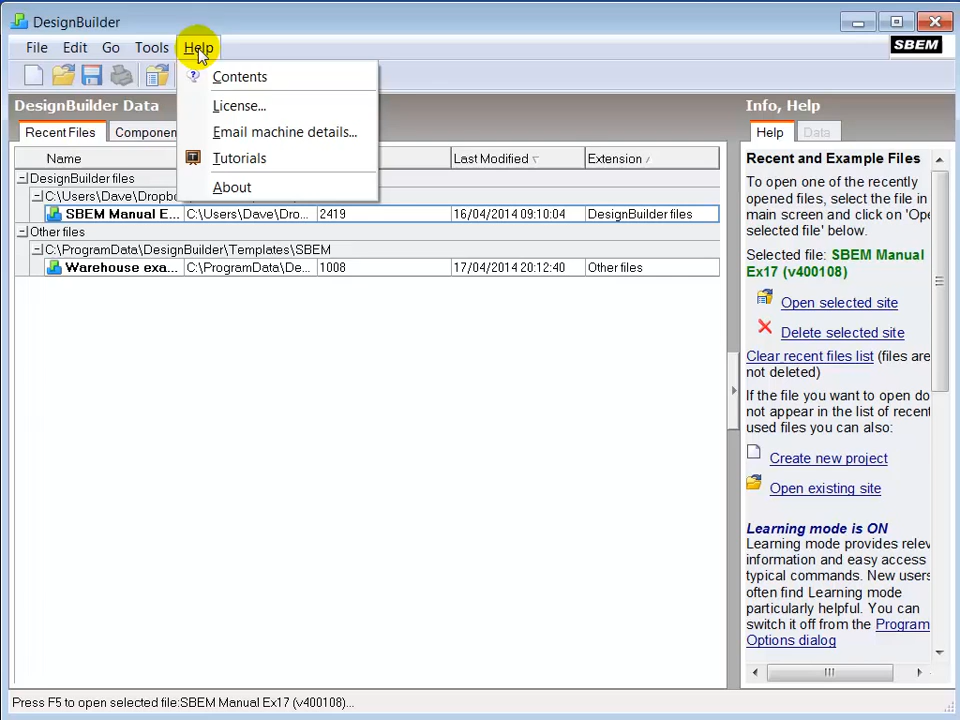 DesignBuilder
File Edit Go Tools Help
SBEM
Contents
License...
Email machine details...
Tutorials
About
DesignBuilder Data
Recent Files
Name Last Modified Extension
DesignBuilder files
SBEM Manual E... C:\Users\Dave\Dro... 2419 16/04/2014 09:10:04 DesignBuilder files
Other files
C:\ProgramData\DesignBuilder\Templates\SBEM
Warehouse exa... C:\ProgramData\De... 1008 17/04/2014 20:12:40 Other files
Info, Help
Help Data
Recent and Example Files
To open one of the recently
opened files, select the file in
main screen and click on
selected file' below.
Selected file: SBEM Manual
Ex17 (v400108)
Open selected site
Delete selected site
Clear recent files list (files are
not deleted)
If the file you want to open do
not appear in the list of recent
used files you can also:
Create new project
Open existing site
Learning mode is ON
Learning mode provides
information and easy access
typical commands. New users
often find Learning mode
particularly helpful. You can
switch it off from the Program
Options dialog
Press F5 to open selected file:SBEM Manual Ex17 (v400108)...